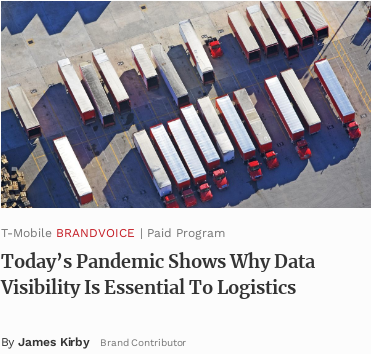 T-Mobile BRANDVOICE | Paid Program
Today’s Pandemic Shows Why Data
Visibility Is Essential To Logistics
By James Kirby Brand Contributor